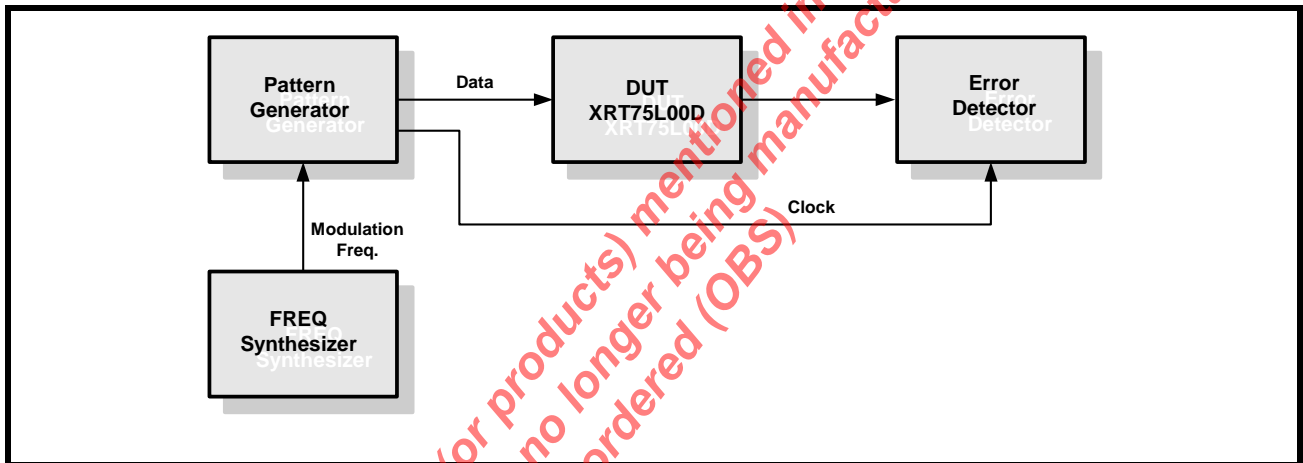 Pattern
Generator
Data
DUT
XRT75L00D
Error
Detector
Clock
Modulation
Freq.
FREQ
Synthesizer
(or products) mentioned in
no longer being manufact
ordered (OBS)